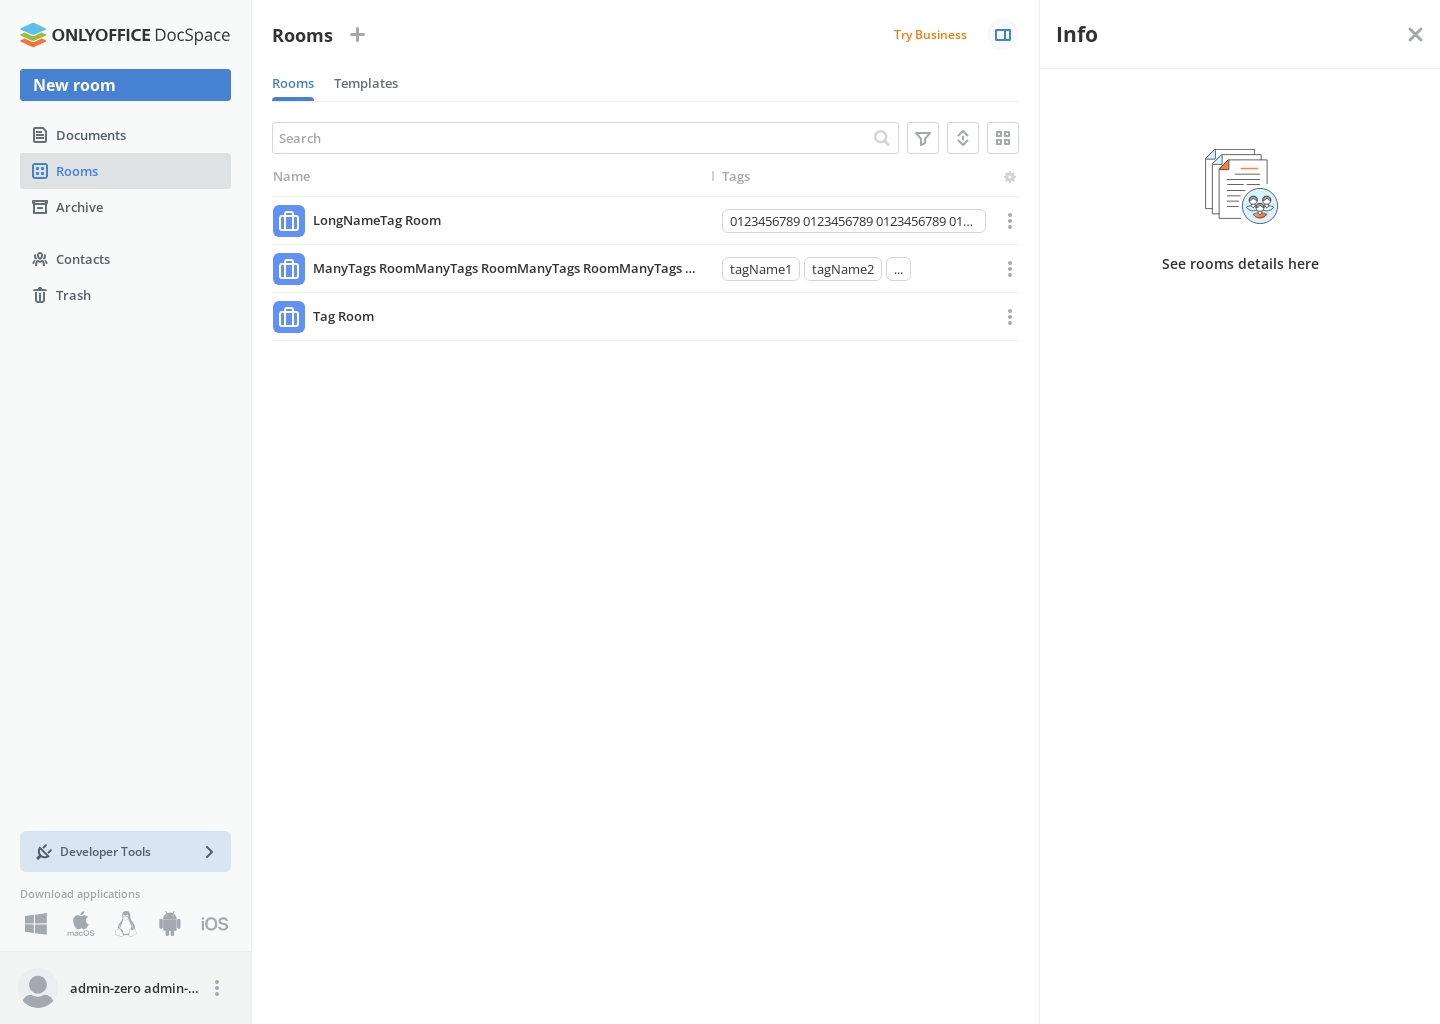 ONLYOFFICE DocSpace
New room
Documents
Rooms
Archive
Contacts
Trash
Developer Tools
Download applications
macOS
iOS
admin-zero admin-...
Rooms
Try Business
Rooms
Templates
Search
Name
Tags
LongNameTag Room
0123456789 0123456789 0123456789 01...
ManyTags RoomManyTags RoomManyTags RoomManyTags ...
tagName1
tagName2
...
Tag Room
Info
See rooms details here